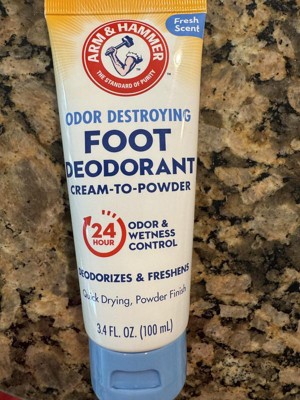 Fresh
Scent
ARM & HAMMER
THE STANDARD OF PURITY
™
ODOR DESTROYING
FOOT
DEODORANT
CREAM-TO-POWDER
24
HOUR
ODOR &
WETNESS
CONTROL
DEODORIZES & FRESHENS
Quick Drying, Powder Finish
3.4 FL. OZ. (100 mL)